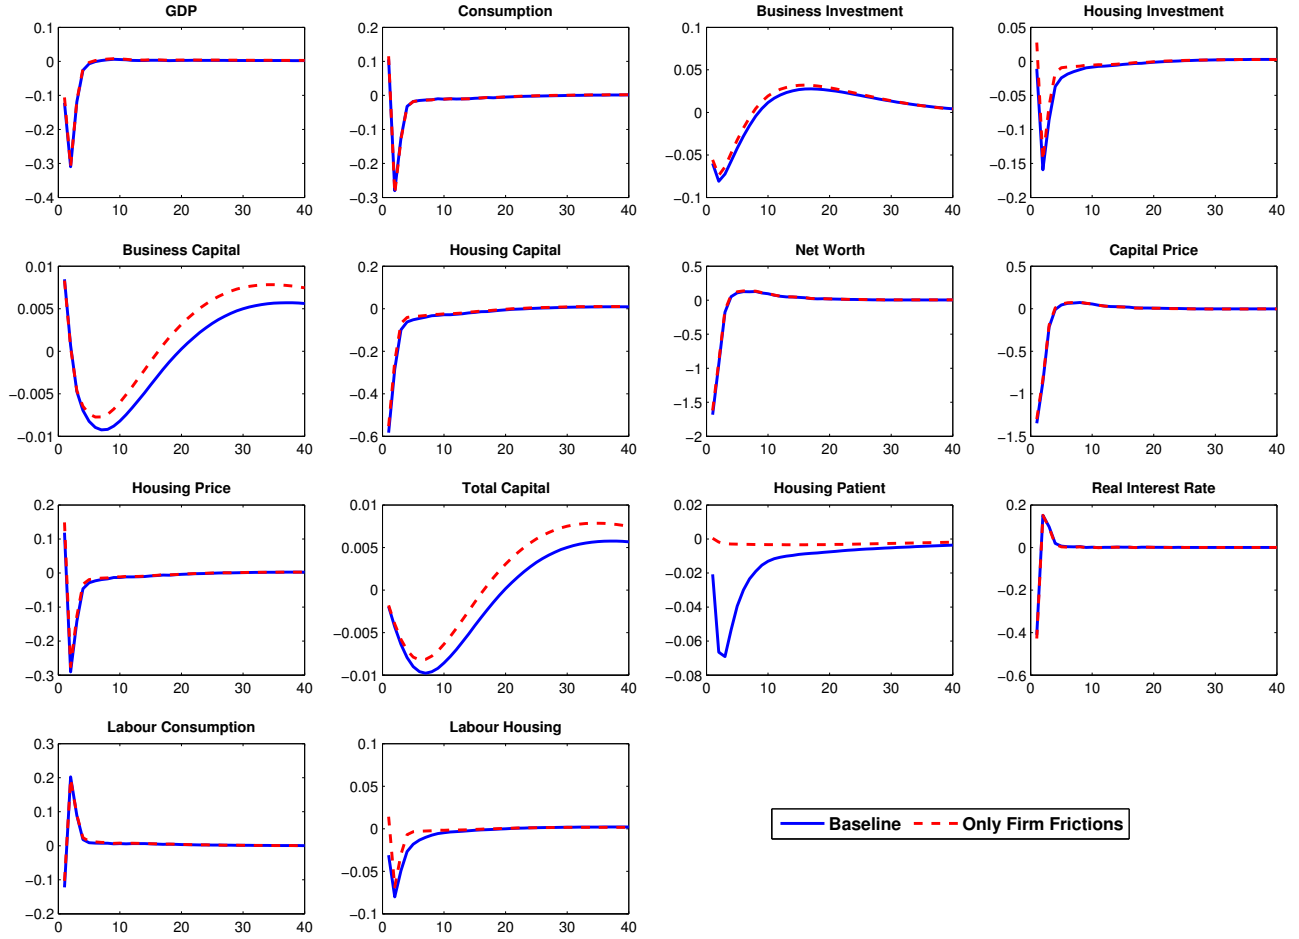 GDP
0.1
0
−0.1
−0.2
−0.3
−0.4
0 10 20 30 40
Consumption
0.3
0.2
0.1
0
−0.1
−0.2
−0.3
0 10 20 30 40
Business Investment
0.1
0.05
0
−0.05
−0.1
0 10 20 30 40
Housing Investment
0.05
0
−0.05
−0.1
−0.15
−0.2
0 10 20 30 40
Business Capital
0.01
0.005
0
−0.005
−0.01
0 10 20 30 40
Housing Capital
0.2
0
−0.2
−0.4
−0.6
0 10 20 30 40
Net Worth
0.5
0
−0.5
−1
−1.5
−2
0 10 20 30 40
Capital Price
0.5
0
−0.5
−1
−1.5
0 10 20 30 40
Housing Price
0.2
0.1
0
−0.1
−0.2
−0.3
0 10 20 30 40
Total Capital
0.01
0.005
0
−0.005
−0.01
0 10 20 30 40
Housing Patient
0.02
0
−0.02
−0.04
−0.06
−0.08
0 10 20 30 40
Real Interest Rate
0.2
0
−0.2
−0.4
−0.6
0 10 20 30 40
Labour Consumption
0.3
0.2
0.1
0
−0.1
−0.2
0 10 20 30 40
Labour Housing
0.1
0.05
0
−0.05
−0.1
0 10 20 30 40
Baseline Only Firm Frictions